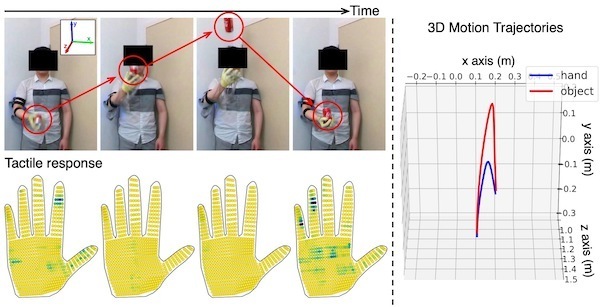 Time
y
x
z
Tactile response
3D Motion Trajectories
x axis (m)
−0.2−0.1 0.0 0.1 0.2 0.3
hand
object
0.1
0.0
0.1
0.2
0.3
1.0
1.1
1.2
1.3
1.4
1.5
y axis (m)
z axis (m)